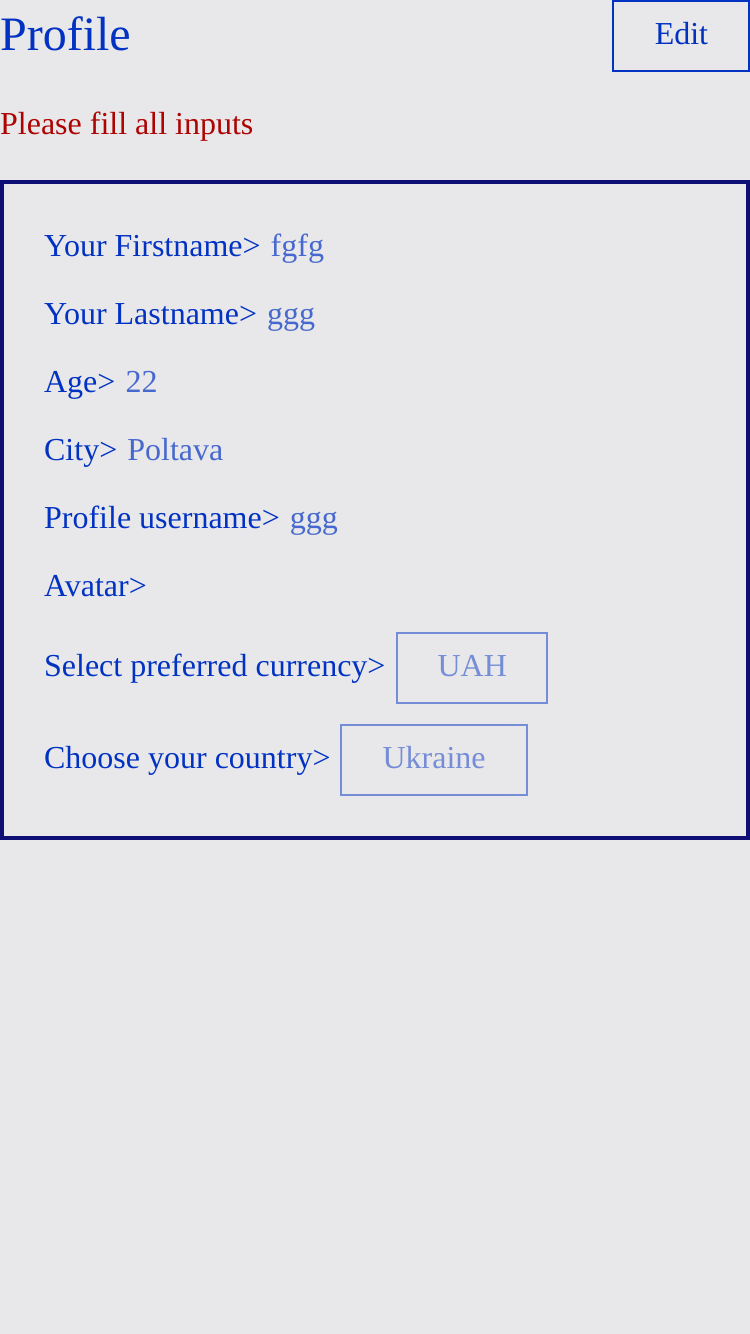 Profile
Edit
Please fill all inputs
Your Firstname> fgfg
Your Lastname> ggg
Age> 22
City> Poltava
Profile username> ggg
Avatar>
Select preferred currency> UAH
Choose your country> Ukraine